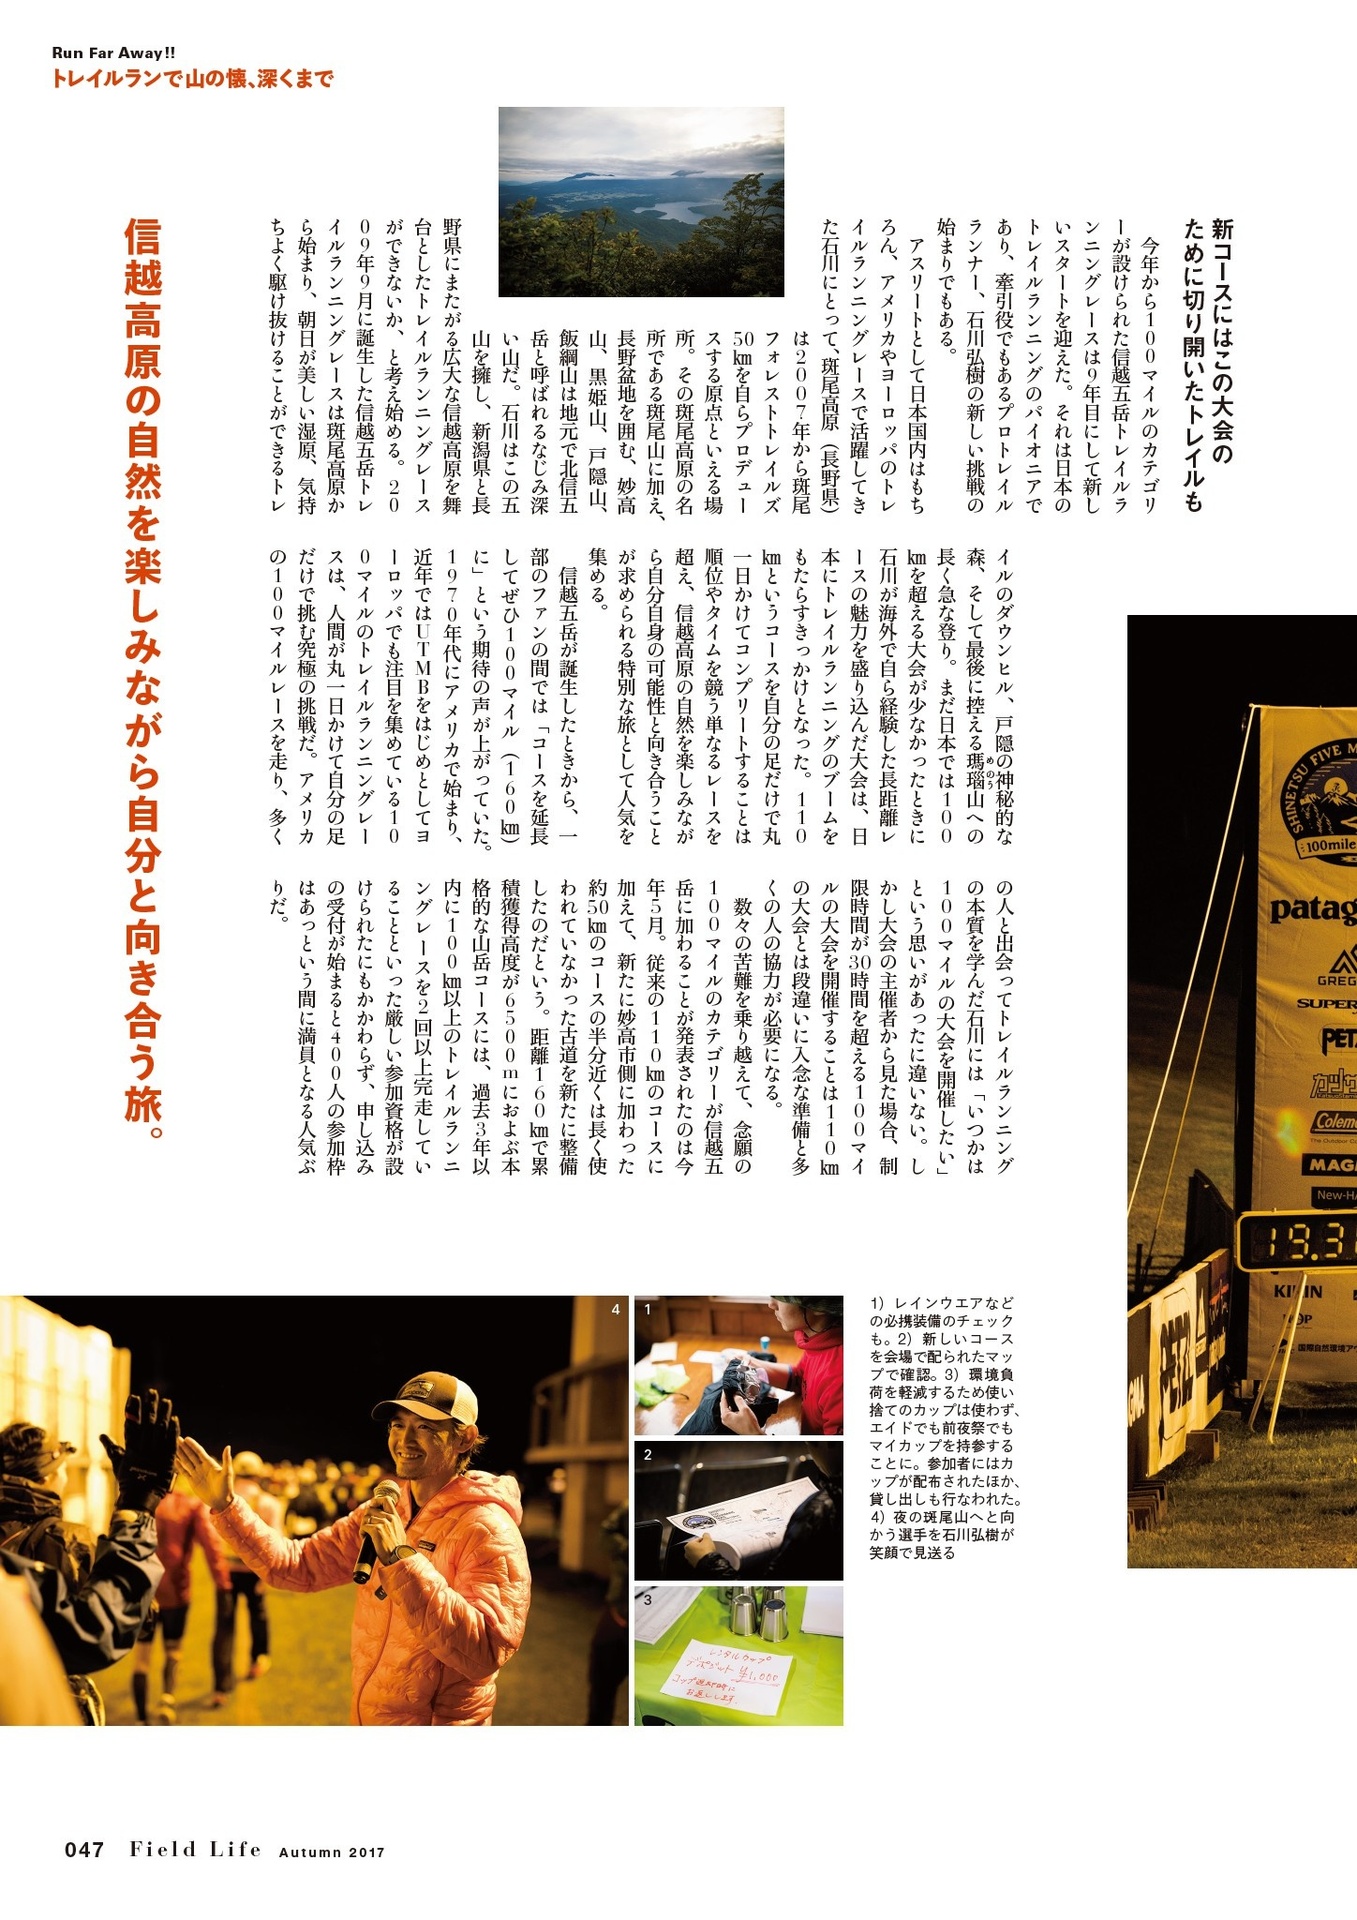 Run Far Away!!
トレイルランで山の懐、深くまで
新コースにはこの大会の
ために切り開いたトレイルも
　今年から100マイルのカテゴリ
ーが設けられた信越五岳トレイルラ
ンニングレースは9年目にして新し
いスタートを迎えた。それは日本の
トレイルランニングのパイオニアで
あり、牽引役でもあるプロトレイル
ランナー、石川弘樹の新しい挑戦の
始まりでもある。
　アスリートとして日本国内はもち
ろん、アメリカやヨーロッパのトレ
イルランニングレースで活躍してき
た石川にとって、斑尾高原（長野県）
は2007年から斑尾
フォレストトレイルズ
50㎞を自らプロデュー
スする原点といえる場
所。その斑尾高原の名
所である斑尾山に加え、
長野盆地を囲む、妙高
山、黒姫山、戸隠山、
飯綱山は地元で北信五
岳と呼ばれるなじみ深
い山だ。石川はこの五
山を擁し、新潟県と長
野県にまたがる広大な信越高原を舞
台としたトレイルランニングレース
ができないか、と考え始める。20
09年9月に誕生した信越五岳トレ
イルランニングレースは斑尾高原か
ら始まり、朝日が美しい湿原、気持
ちよく駆け抜けることができるトレ
イルのダウンヒル、戸隠の神秘的な
森、そして最後に控える瑪瑙山への
めのう
長く急な登り。まだ日本では100
㎞を超える大会が少なかったときに
石川が海外で自ら経験した長距離レ
ースの魅力を盛り込んだ大会は、日
本にトレイルランニングのブームを
もたらすきっかけとなった。110
㎞というコースを自分の足だけで丸
一日かけてコンプリートすることは
順位やタイムを競う単なるレースを
超え、信越高原の自然を楽しみなが
ら自分自身の可能性と向き合うこと
が求められる特別な旅として人気を
集める。
　信越五岳が誕生したときから、一
部のファンの間では「コースを延長
してぜひ100マイル（160㎞）
に」という期待の声が上がっていた。
1970年代にアメリカで始まり、
近年ではUTMBをはじめとしてヨ
ーロッパでも注目を集めている10
0マイルのトレイルランニングレー
スは、人間が丸一日かけて自分の足
だけで挑む究極の挑戦だ。アメリカ
の100マイルレースを走り、多く
の人と出会ってトレイルランニング
の本質を学んだ石川には「いつかは
100マイルの大会を開催したい」
という思いがあったに違いない。し
かし大会の主催者から見た場合、制
限時間が30時間を超える100マイ
ルの大会を開催することは110㎞
の大会とは段違いに入念な準備と多
くの人の協力が必要になる。
　数々の苦難を乗り越えて、念願の
100マイルのカテゴリーが信越五
岳に加わることが発表されたのは今
年5月。従来の110㎞のコースに
加えて、新たに妙高市側に加わった
約50㎞のコースの半分近くは長く使
われていなかった古道を新たに整備
したのだという。距離160㎞で累
積獲得高度が6500mにおよぶ本
格的な山岳コースには、過去3年以
内に100㎞以上のトレイルランニ
ングレースを2回以上完走してい
ることといった厳しい参加資格が設
けられたにもかかわらず、申し込み
の受付が始まると400人の参加枠
はあっという間に満員となる人気ぶ
りだ。
信越高原の自然を楽しみながら自分と向き合う旅。
SHINETSU FIVE M
100mile
patag
GREG
SUPER
PET
カツサ
Colem
The Outdoor Co
MAG
New-HA
19.3
KIRIN
国際自然環境ア
PETZL
1
2
3
4
レンタルカップ
デポジット ¥1,000
コップ返却時に
お返しします。
1）レインウエアなど
の必携装備のチェック
も。2）新しいコース
を会場で配られたマッ
プで確認。3）環境負
荷を軽減するため使い
捨てのカップは使わず、
エイドでも前夜祭でも
マイカップを持参する
ことに。参加者にはカ
ップが配布されたほか、
貸し出しも行なわれた。
4）夜の斑尾山へと向
かう選手を石川弘樹が
笑顔で見送る
047 Field Life Autumn 2017